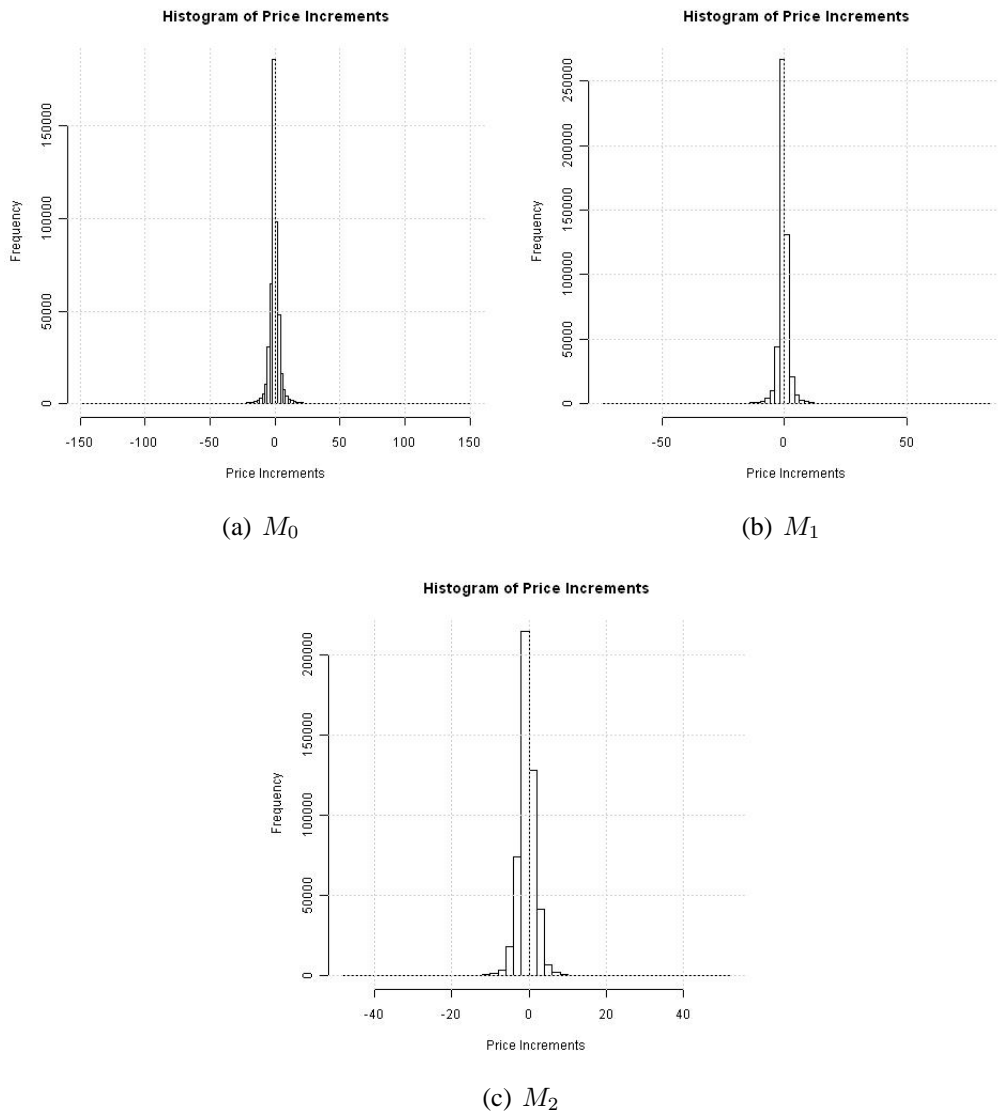 Histogram of Price Increments
Frequency
0
50000
100000
150000
-150
-100
-50
0
50
100
150
Price Increments
(a) M₀
Histogram of Price Increments
Frequency
0
50000
100000
150000
200000
250000
-50
0
50
Price Increments
(b) M₁
Histogram of Price Increments
Frequency
0
50000
100000
150000
200000
-40
-20
0
20
40
Price Increments
(c) M₂